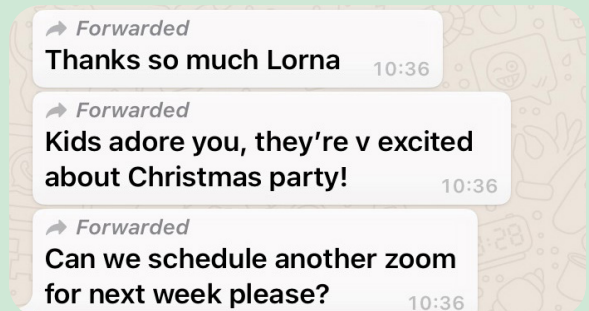 Forwarded
Thanks so much Lorna
10:36
Forwarded
Kids adore you, they’re v excited
about Christmas party!
10:36
Forwarded
Can we schedule another zoom
for next week please?
10:36